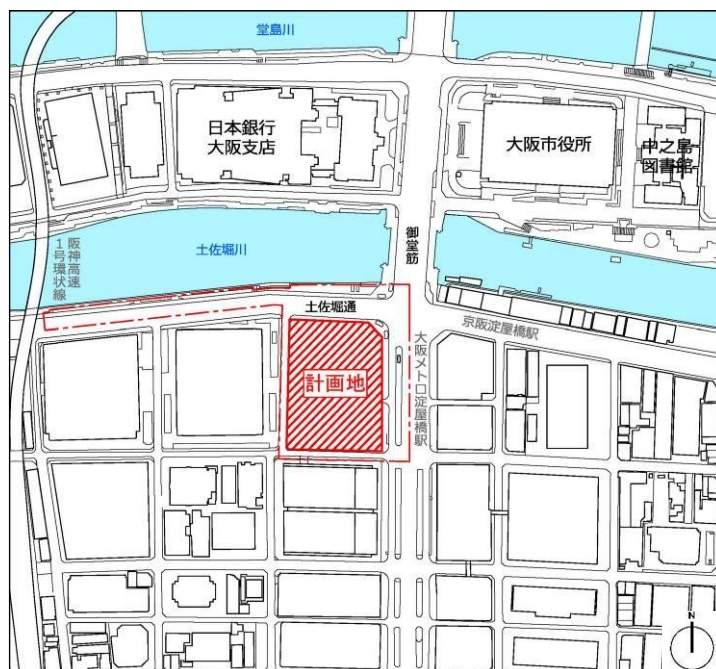 堂島川
日本銀行
大阪支店
大阪市役所
中之島
図書館
御堂筋
阪神高速
1号環状線
土佐堀川
土佐堀通
京阪淀屋橋駅
大阪メトロ淀屋橋駅
計画地
N